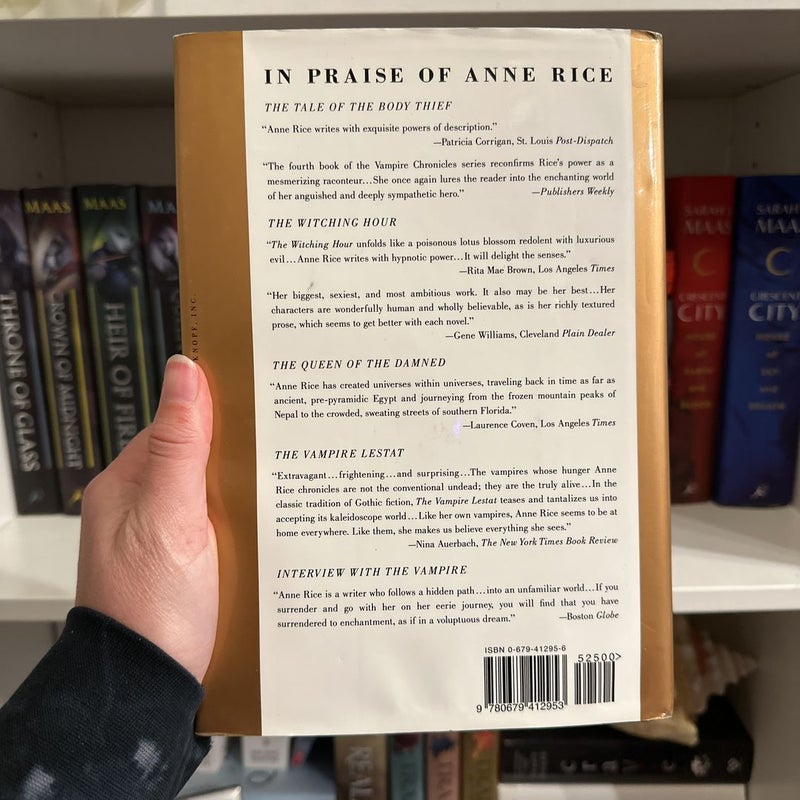 IN PRAISE OF ANNE RICE
THE TALE OF THE BODY THIEF
“Anne Rice writes with exquisite powers of description.”
—Patricia Corrigan, St. Louis Post-Dispatch
“The fourth book of the Vampire Chronicles series reconfirms Rice’s power as a
mesmerizing raconteur...She once again lures the reader into the enchanting world
of her anguished and deeply sympathetic hero.” —Publishers Weekly
THE WITCHING HOUR
“The Witching Hour unfolds like a poisonous lotus blossom redolent with luxurious
evil...Anne Rice writes with hypnotic power...It will delight the senses.”
—Rita Mae Brown, Los Angeles Times
“Her biggest, sexiest, and most ambitious work. It also may be her best...Her
characters are wonderfully human and wholly believable, as is her richly textured
prose, which seems to get better with each novel.”
—Gene Williams, Cleveland Plain Dealer
THE QUEEN OF THE DAMNED
“Anne Rice has created universes within universes, traveling back in time as far as
ancient, pre-pyramidic Egypt and journeying from the frozen mountain peaks of
Nepal to the crowded, sweating streets of southern Florida.”
—Laurence Coven, Los Angeles Times
THE VAMPIRE LESTAT
“Extravagant...frightening...and surprising...The vampires whose hunger Anne
Rice chronicles are not the conventional undead; they are the truly alive...In the
classic tradition of Gothic fiction, The Vampire Lestat teases and tantalizes us into
accepting its kaleidoscope world...Like her own vampires, Anne Rice seems to be at
home everywhere. Like them, she makes us believe everything she sees.”
—Nina Auerbach, The New York Times Book Review
INTERVIEW WITH THE VAMPIRE
“Anne Rice is a writer who follows a hidden path...into an unfamiliar world...If you
surrender and go with her on her eerie journey, you will find that you have
surrendered to enchantment, as if in a voluptuous dream.” —Boston Globe
ISBN 0-679-41295-6
52500>
9 780679 412953
KNOPF, INC.
MAAS
THRONE OF GLASS
MAAS
CROWN OF MIDNIGHT
MAAS
HEIR OF FIRE
MAAS
SARAH
MAAS
CRESCENT
CITY
SARAH
MAAS
CRESCENT
CITY
REAL
crave